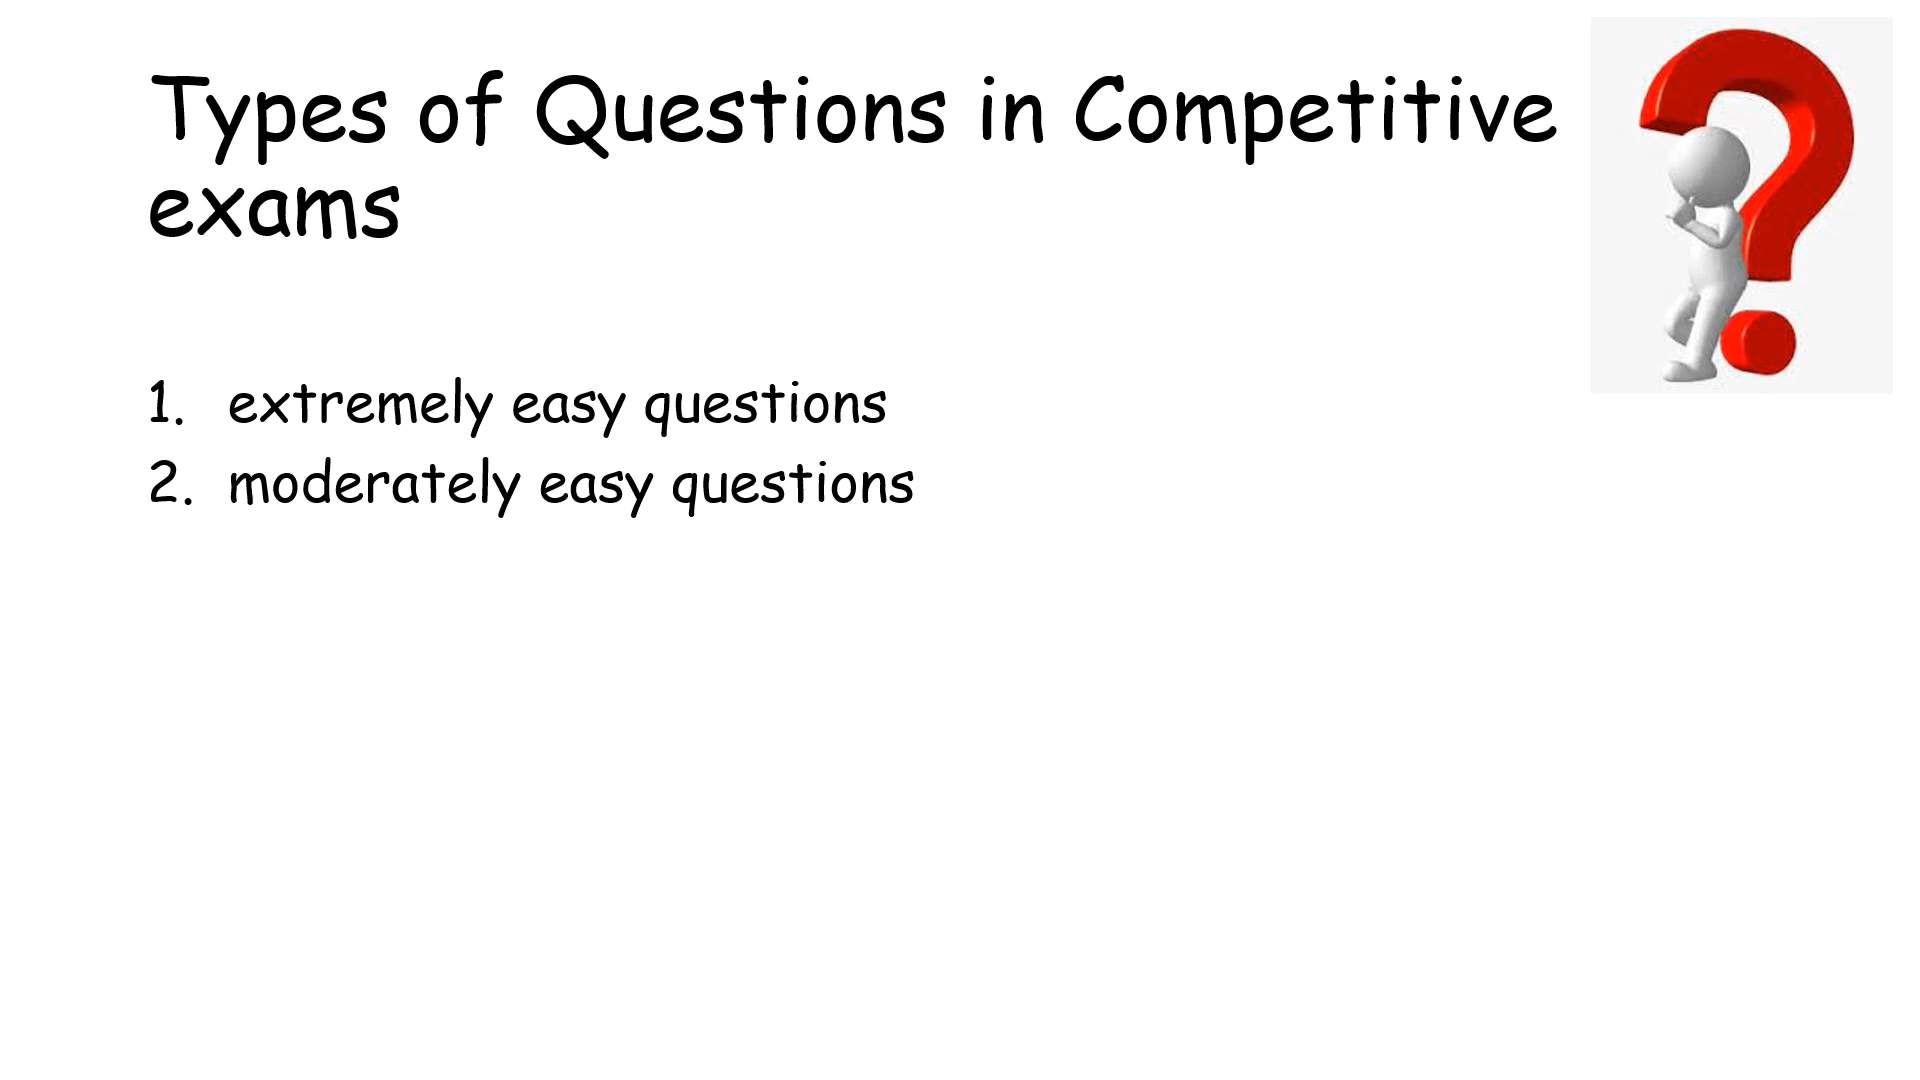 Types of Questions in Competitive
exams
1. extremely easy questions
2. moderately easy questions